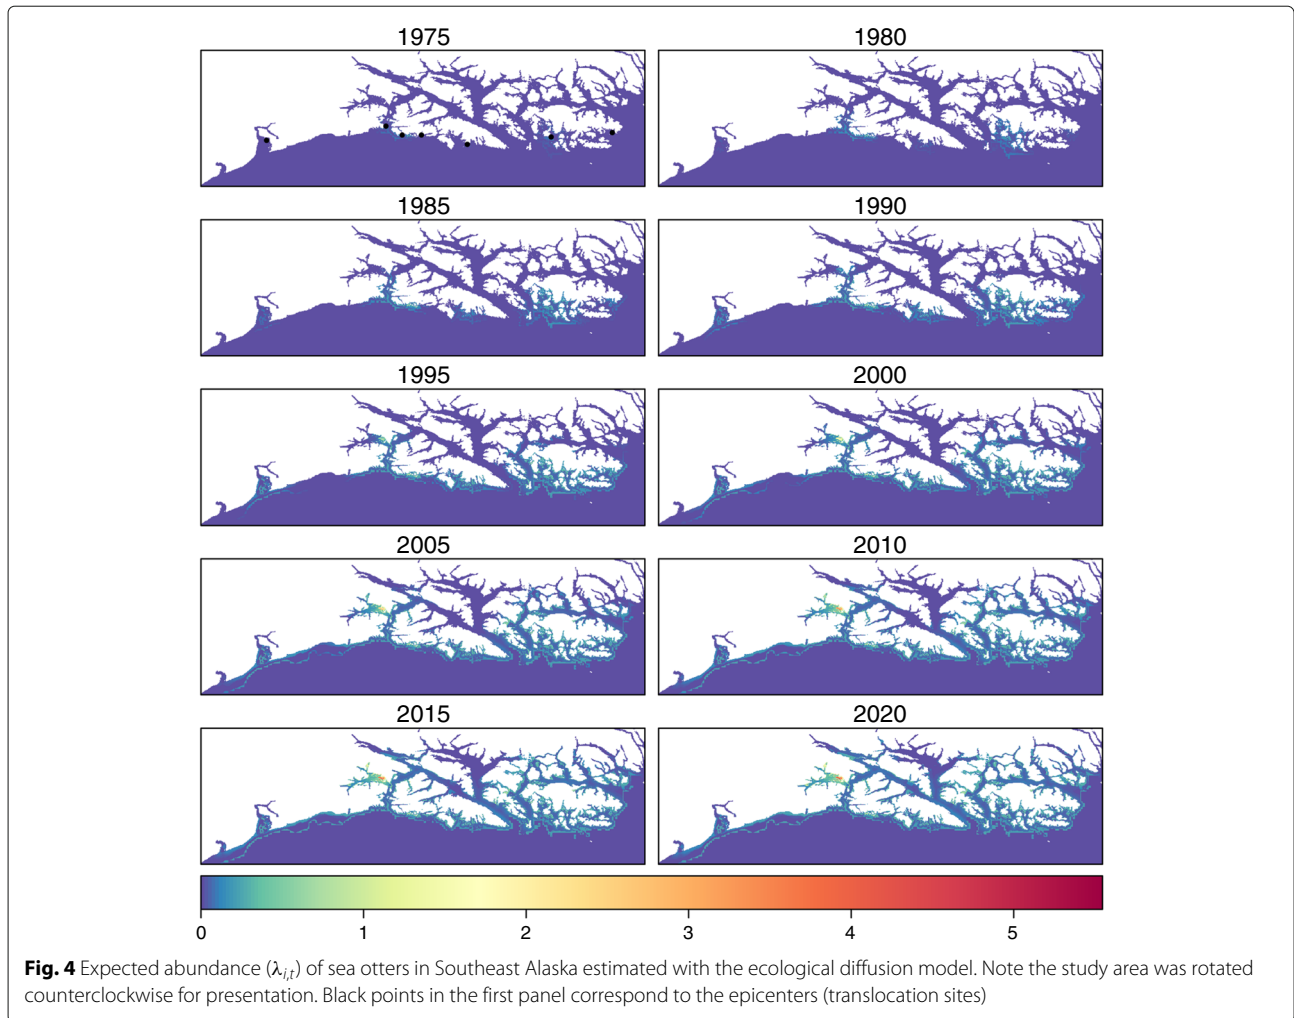 1975 1980
1985 1990
1995 2000
2005 2010
2015 2020
0 1 2 3 4 5
Fig. 4 Expected abundance (λi,t) of sea otters in Southeast Alaska estimated with the ecological diffusion model. Note the study area was rotated
counterclockwise for presentation. Black points in the first panel correspond to the epicenters (translocation sites)